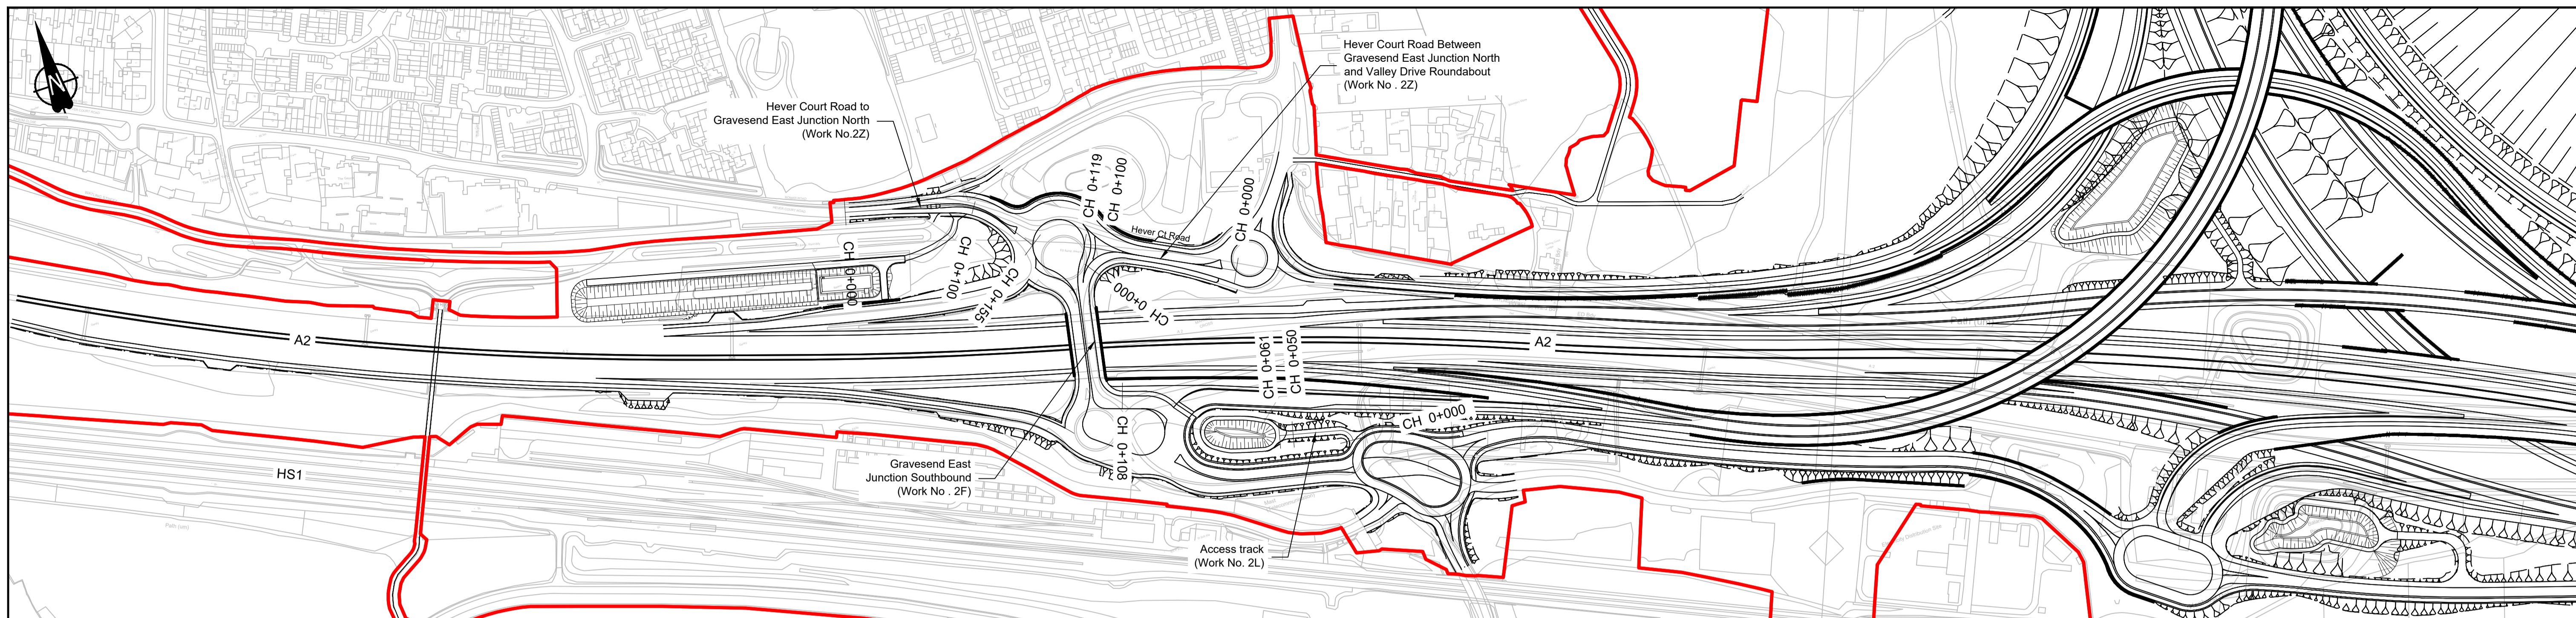 N
Hever Court Road Between
Gravesend East Junction North
and Valley Drive Roundabout
(Work No . 2Z)
Hever Court Road to
Gravesend East Junction North
(Work No.2Z)
CH 0+119
CH 0+100
CH 0+000
Hever Ct Road
CH 0+000
CH 0+100
CH 0+155
CH 0+000
A2
CH 0+061
CH 0+050
A2
Path (um)
CH 0+000
CH 0+108
Gravesend East
Junction Southbound
(Work No . 2F)
HS1
Path (um)
Access track
(Work No. 2L)